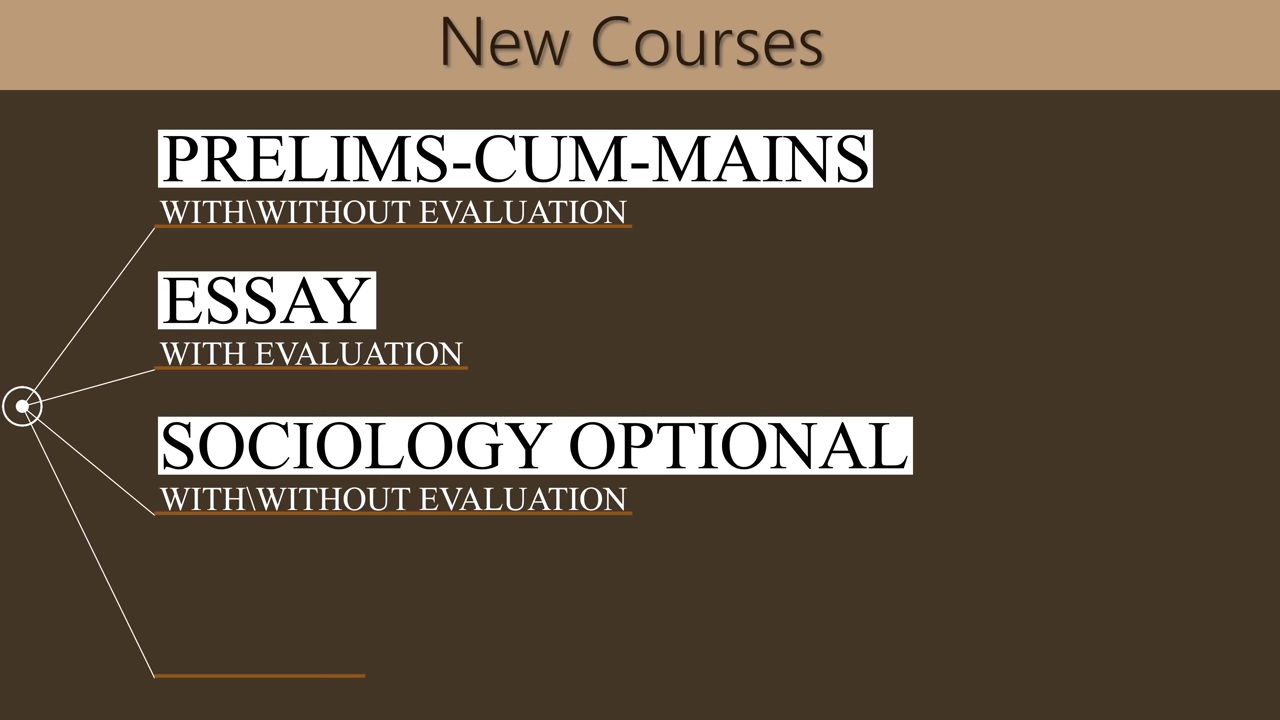 New Courses
PRELIMS-CUM-MAINS
WITH\WITHOUT EVALUATION
ESSAY
WITH EVALUATION
SOCIOLOGY OPTIONAL
WITH\WITHOUT EVALUATION